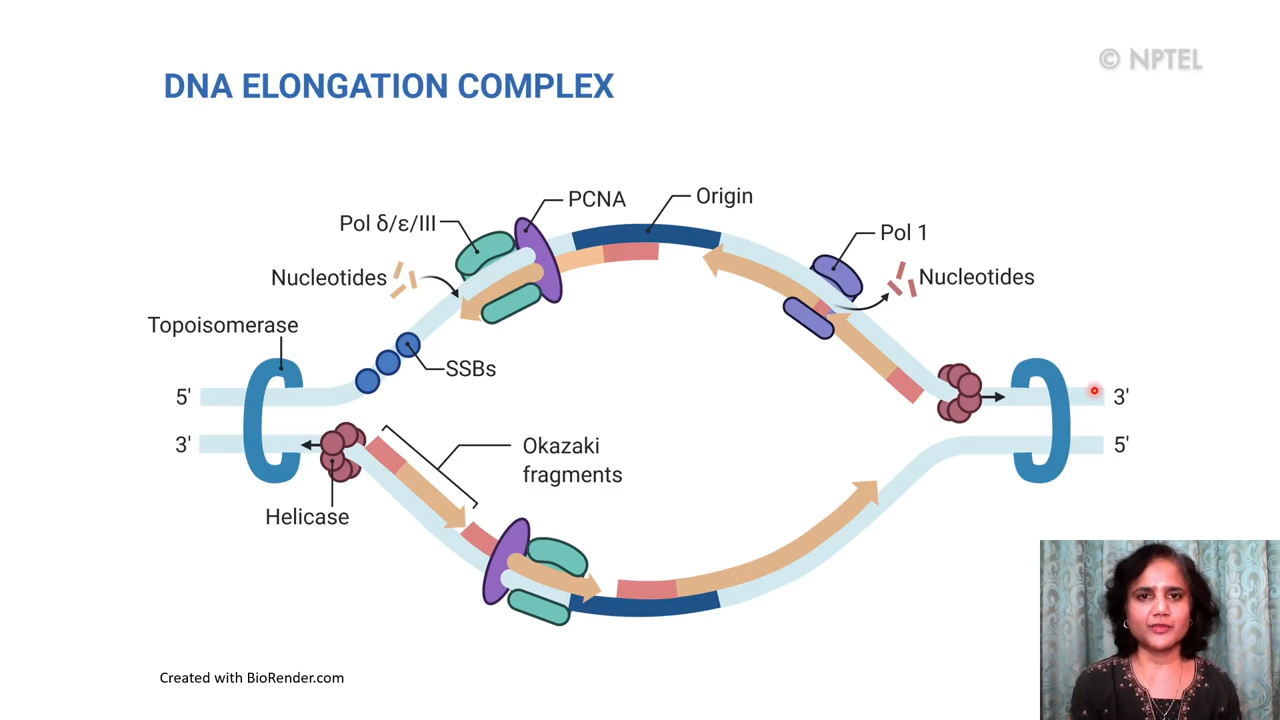 © NPTEL
DNA ELONGATION COMPLEX
PCNA
Origin
Pol δ/ε/III
Pol 1
Nucleotides
Nucleotides
Topoisomerase
SSBs
5'
3'
3'
5'
Okazaki
fragments
Helicase
Created with BioRender.com